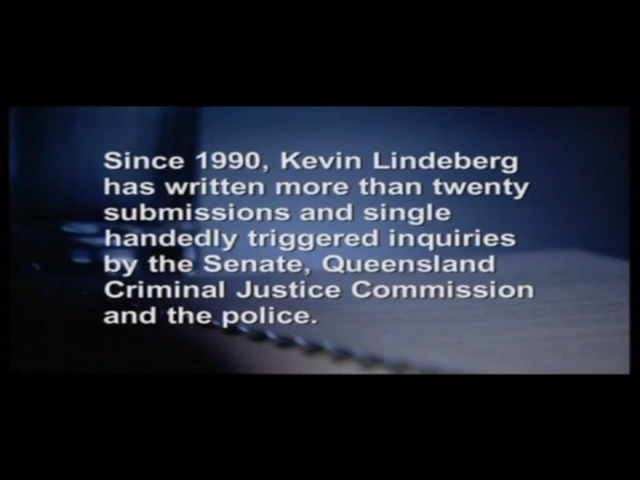 Since 1990, Kevin Lindeberg
has written more than twenty
submissions and single
handedly triggered inquiries
by the Senate, Queensland
Criminal Justice Commission
and the police.